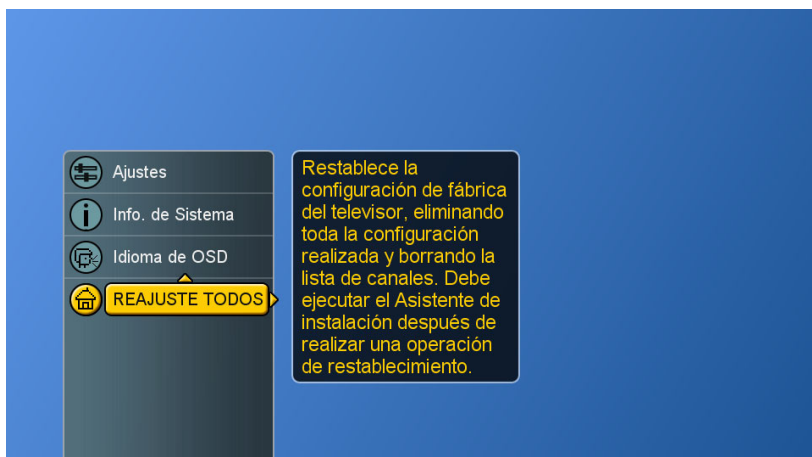 Ajustes
Info. de Sistema
Idioma de OSD
REAJUSTE TODOS
Restablece la
configuración de fábrica
del televisor, eliminando
toda la configuración
realizada y borrando la
lista de canales. Debe
ejecutar el Asistente de
instalación después de
realizar una operación
de restablecimiento.